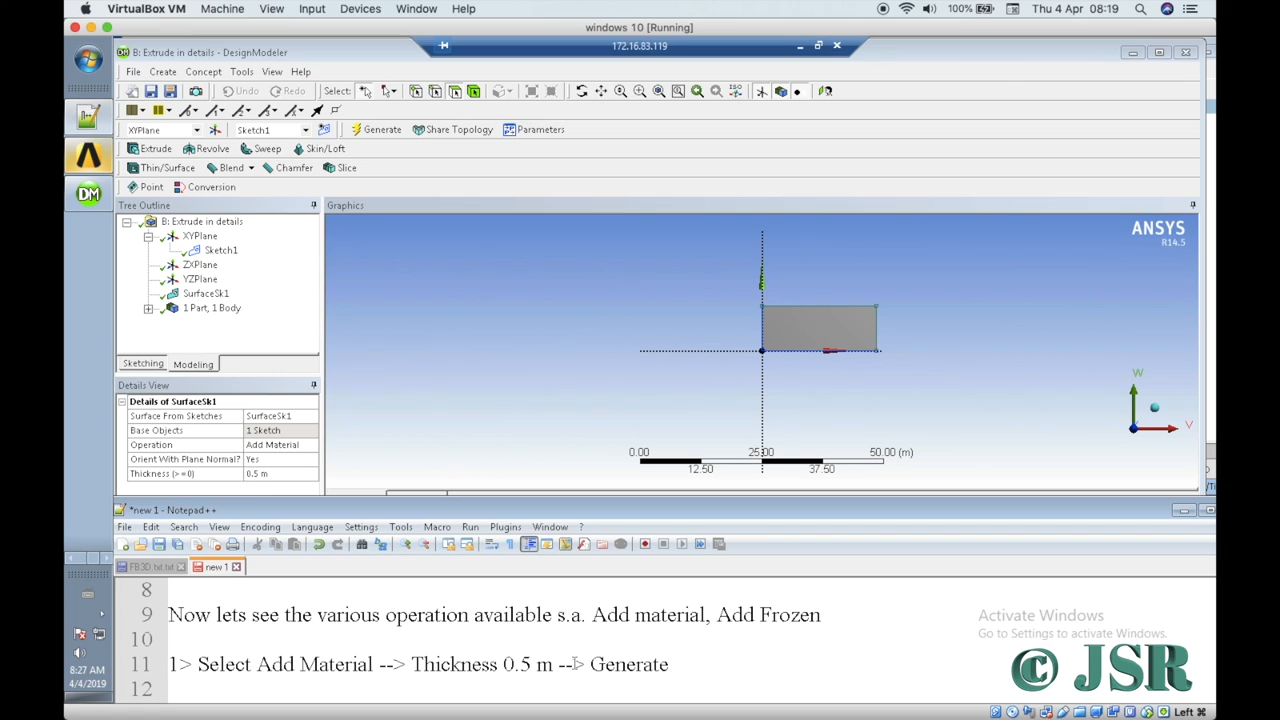 VirtualBox VM Machine View Input Devices Window Help 100% Thu 4 Apr 08:19
windows 10 [Running]
172.16.83.119
DM B: Extrude in details - DesignModeler
File Create Concept Tools View Help
Undo Redo Select:
XYPlane Sketch1 Generate Share Topology Parameters
Extrude Revolve Sweep Skin/Loft
Thin/Surface Blend Chamfer Slice
Point Conversion
Tree Outline
Graphics
B: Extrude in details
XYPlane
Sketch1
ZXPlane
YZPlane
SurfaceSk1
1 Part, 1 Body
Sketching Modeling
Details View
Details of SurfaceSk1
Surface From Sketches SurfaceSk1
Base Objects 1 Sketch
Operation Add Material
Orient With Plane Normal? Yes
Thickness (>=0) 0.5 m
ANSYS
R14.5
W
V
0.00 25.00 50.00 (m)
12.50 37.50
DM
*new 1 - Notepad++
File Edit Search View Encoding Language Settings Tools Macro Run Plugins Window ?
FB3D.txt.txt new 1
8
9 Now lets see the various operation available s.a. Add material, Add Frozen
10
11 1> Select Add Material --> Thickness 0.5 m --> Generate
12
Activate Windows
Go to Settings to activate Windows.
© JSR
8:27 AM
4/4/2019
Left ⌘